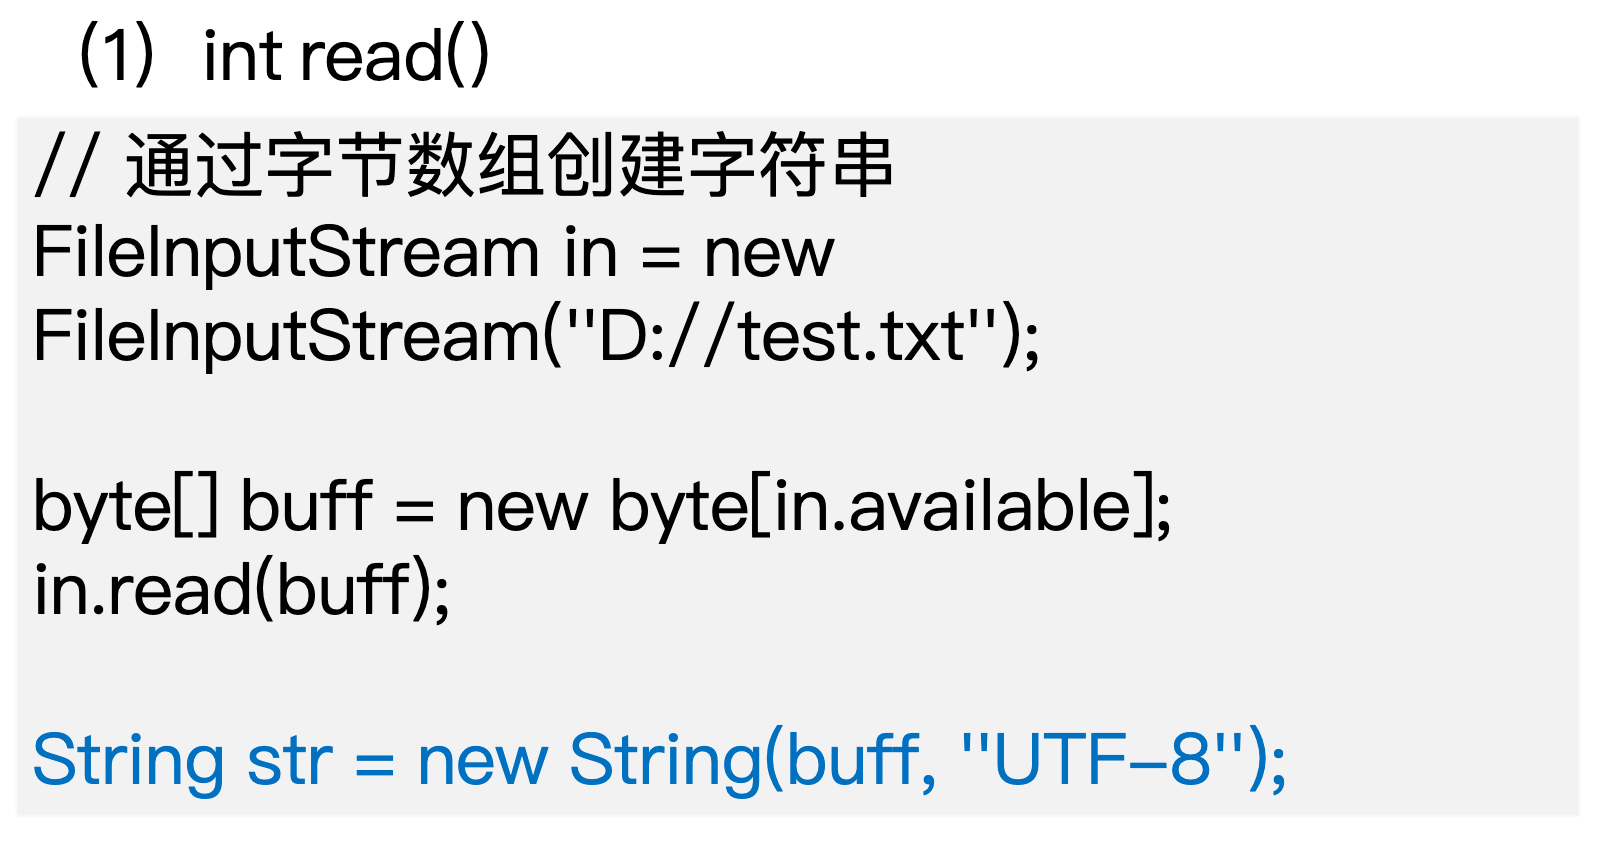 (1) int read()
// 通过字节数组创建字符串
FileInputStream in = new
FileInputStream("D://test.txt");
byte[] buff = new byte[in.available];
in.read(buff);
String str = new String(buff, "UTF-8");